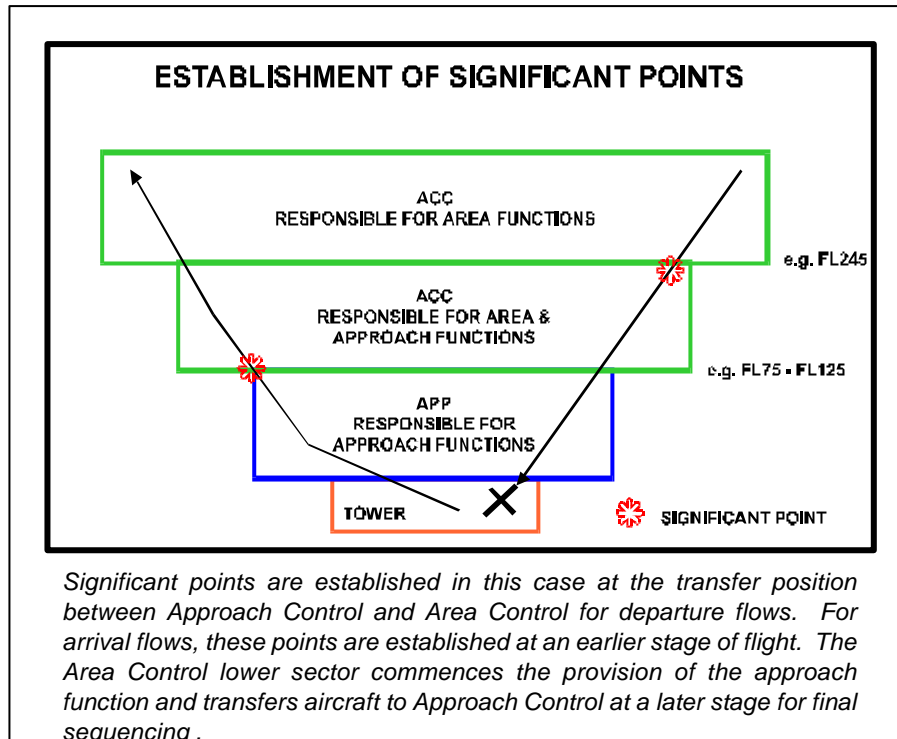 ESTABLISHMENT OF SIGNIFICANT POINTS
ACC
RESPONSIBLE FOR AREA FUNCTIONS
e.g. FL245
ACC
RESPONSIBLE FOR AREA &
APPROACH FUNCTIONS
e.g. FL75 - FL125
APP
RESPONSIBLE FOR
APPROACH FUNCTIONS
TOWER
SIGNIFICANT POINT
Significant points are established in this case at the transfer position
between Approach Control and Area Control for departure flows. For
arrival flows, these points are established at an earlier stage of flight. The
Area Control lower sector commences the provision of the approach
function and transfers aircraft to Approach Control at a later stage for final
sequencing .